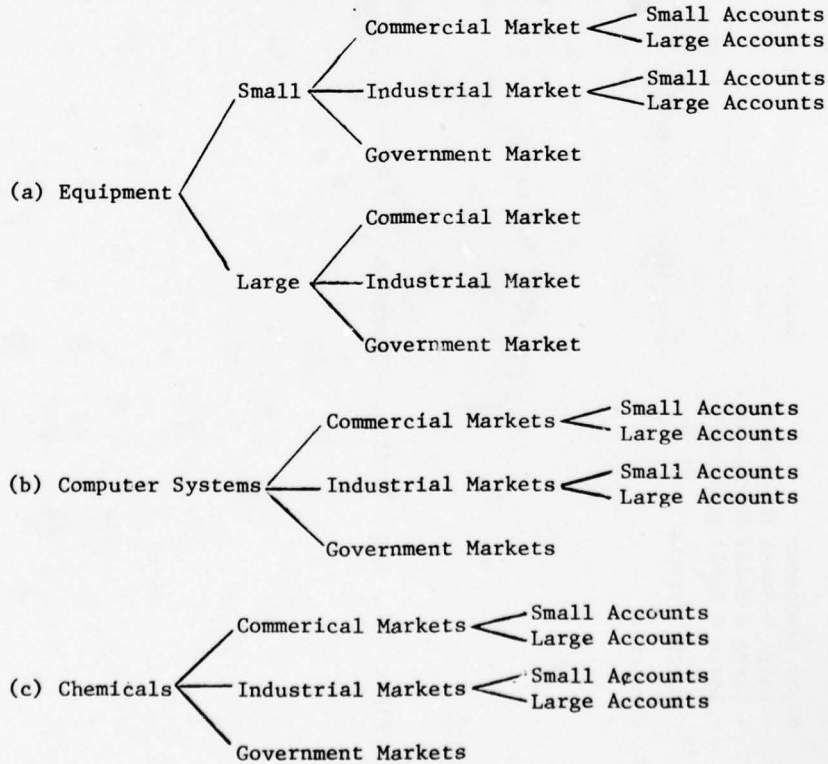 Small Accounts
Commercial Market
Large Accounts
Small Accounts
Small
Industrial Market
Large Accounts
Government Market
(a) Equipment
Commercial Market
Large
Industrial Market
Government Market
Small Accounts
Commercial Markets
Large Accounts
Small Accounts
(b) Computer Systems
Industrial Markets
Large Accounts
Government Markets
Small Accounts
Commerical Markets
Large Accounts
Small Accounts
(c) Chemicals
Industrial Markets
Large Accounts
Government Markets